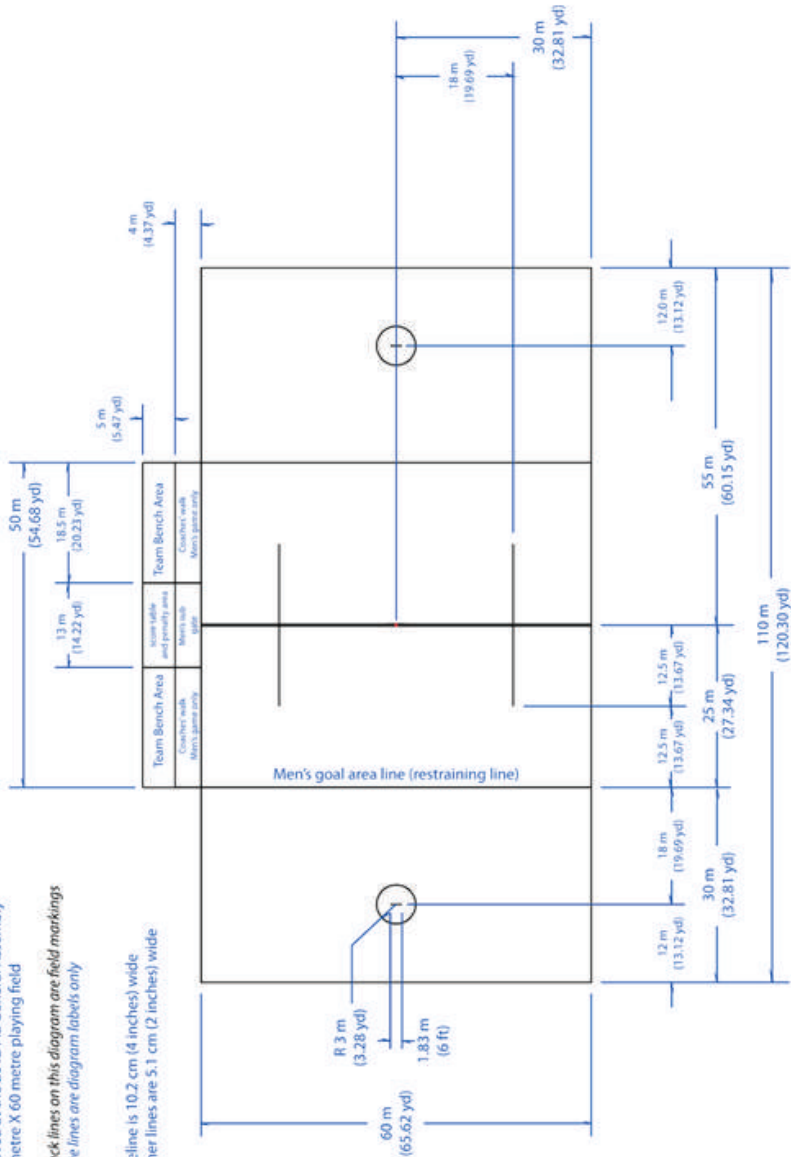 metre X 60 metre playing field
lines on this diagram are field markings
lines are diagram labels only
is 10.2 cm (4 inches) wide
lines are 5.1 cm (2 inches) wide
50 m
(54.68 yd)
13 m
(14.22 yd)
18.5 m
(20.23 yd)
5 m
(5.47 yd)
4 m
(4.37 yd)
Team Bench Area
Coaches' walk
Men's game only
score table
and penalty area
Men's sub
gate
Team Bench Area
Coaches' walk
Men's game only
18 m
(19.69 yd)
30 m
(32.81 yd)
Men's goal area line (restraining line)
R 3 m
(3.28 yd)
1.83 m
(6 ft)
60 m
(65.62 yd)
12 m
(13.12 yd)
18 m
(19.69 yd)
12.5 m
(13.67 yd)
12.5 m
(13.67 yd)
12.0 m
(13.12 yd)
30 m
(32.81 yd)
25 m
(27.34 yd)
55 m
(60.15 yd)
110 m
(120.30 yd)